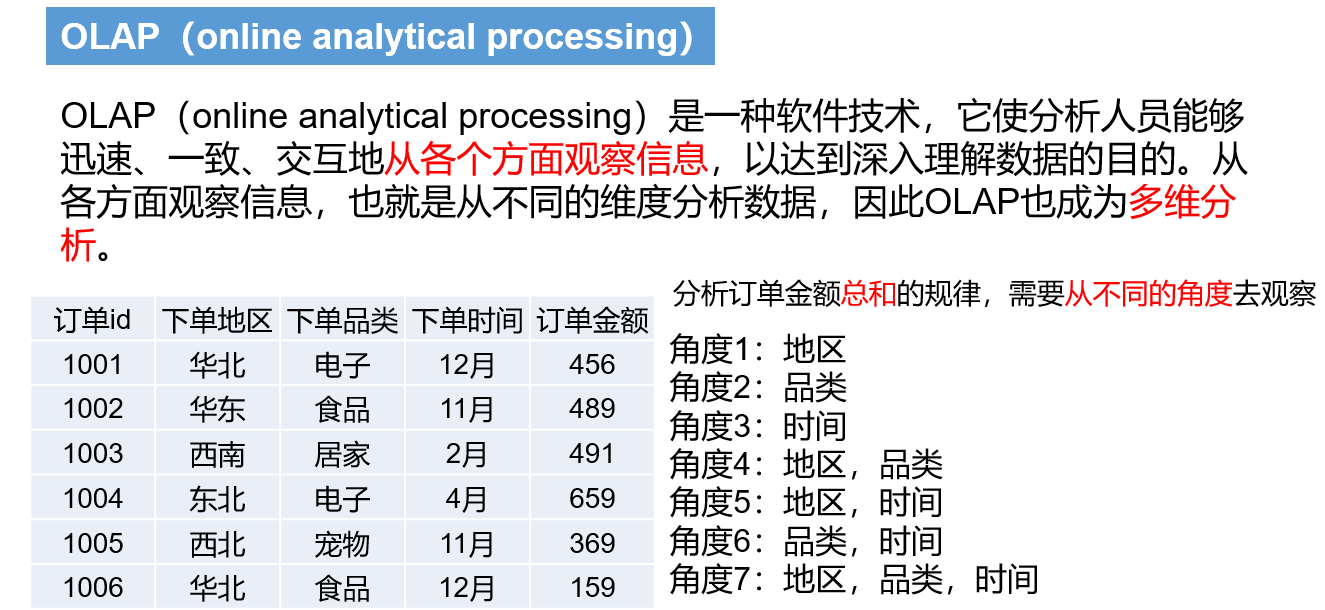 OLAP（online analytical processing）
OLAP（online analytical processing）是一种软件技术，它使分析人员能够
迅速、一致、交互地从各个方面观察信息，以达到深入理解数据的目的。从
各方面观察信息，也就是从不同的维度分析数据，因此OLAP也成为多维分
析。
订单id 下单地区 下单品类 下单时间 订单金额
1001 华北 电子 12月 456
1002 华东 食品 11月 489
1003 西南 居家 2月 491
1004 东北 电子 4月 659
1005 西北 宠物 11月 369
1006 华北 食品 12月 159
分析订单金额总和的规律，需要从不同的角度去观察
角度1：地区
角度2：品类
角度3：时间
角度4：地区，品类
角度5：地区，时间
角度6：品类，时间
角度7：地区，品类，时间